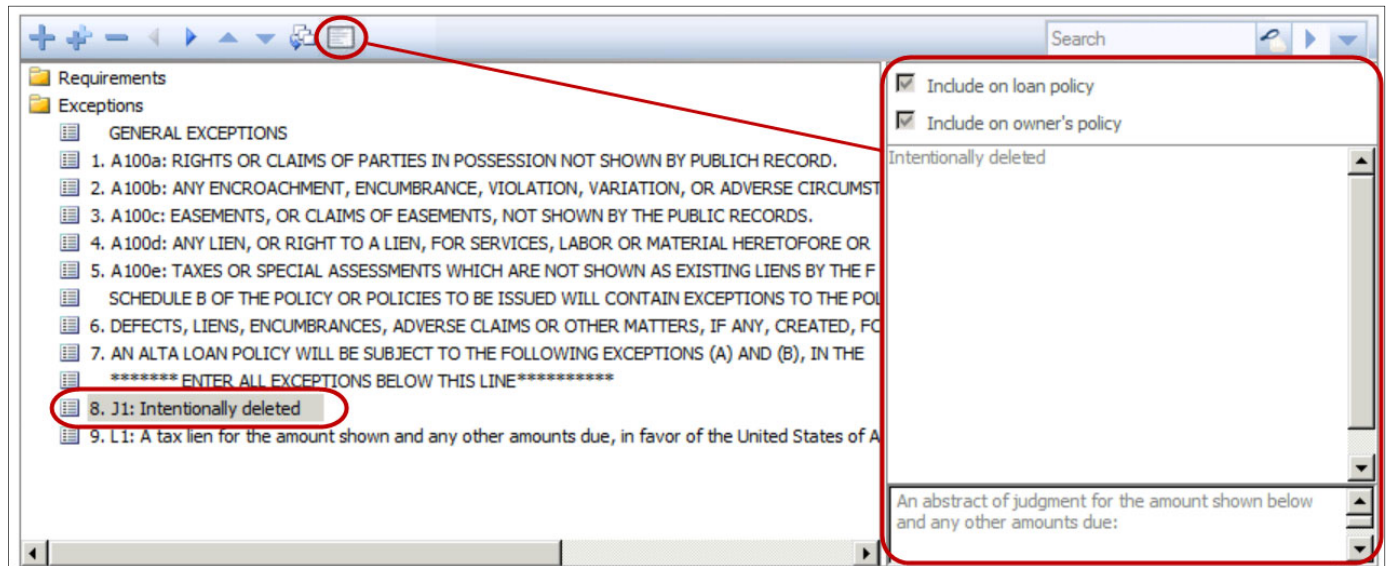 Search
Requirements
Exceptions
GENERAL EXCEPTIONS
1. A100a: RIGHTS OR CLAIMS OF PARTIES IN POSSESSION NOT SHOWN BY PUBLICH RECORD.
2. A100b: ANY ENCROACHMENT, ENCUMBRANCE, VIOLATION, VARIATION, OR ADVERSE CIRCUMST
3. A100c: EASEMENTS, OR CLAIMS OF EASEMENTS, NOT SHOWN BY THE PUBLIC RECORDS.
4. A100d: ANY LIEN, OR RIGHT TO A LIEN, FOR SERVICES, LABOR OR MATERIAL HERETOFORE OR
5. A100e: TAXES OR SPECIAL ASSESSMENTS WHICH ARE NOT SHOWN AS EXISTING LIENS BY THE F
SCHEDULE B OF THE POLICY OR POLICIES TO BE ISSUED WILL CONTAIN EXCEPTIONS TO THE POL
6. DEFECTS, LIENS, ENCUMBRANCES, ADVERSE CLAIMS OR OTHER MATTERS, IF ANY, CREATED, FO
7. AN ALTA LOAN POLICY WILL BE SUBJECT TO THE FOLLOWING EXCEPTIONS (A) AND (B), IN THE
******* ENTER ALL EXCEPTIONS BELOW THIS LINE**********
8. J1: Intentionally deleted
9. L1: A tax lien for the amount shown and any other amounts due, in favor of the United States of A
Include on loan policy
Include on owner's policy
Intentionally deleted
An abstract of judgment for the amount shown below
and any other amounts due: